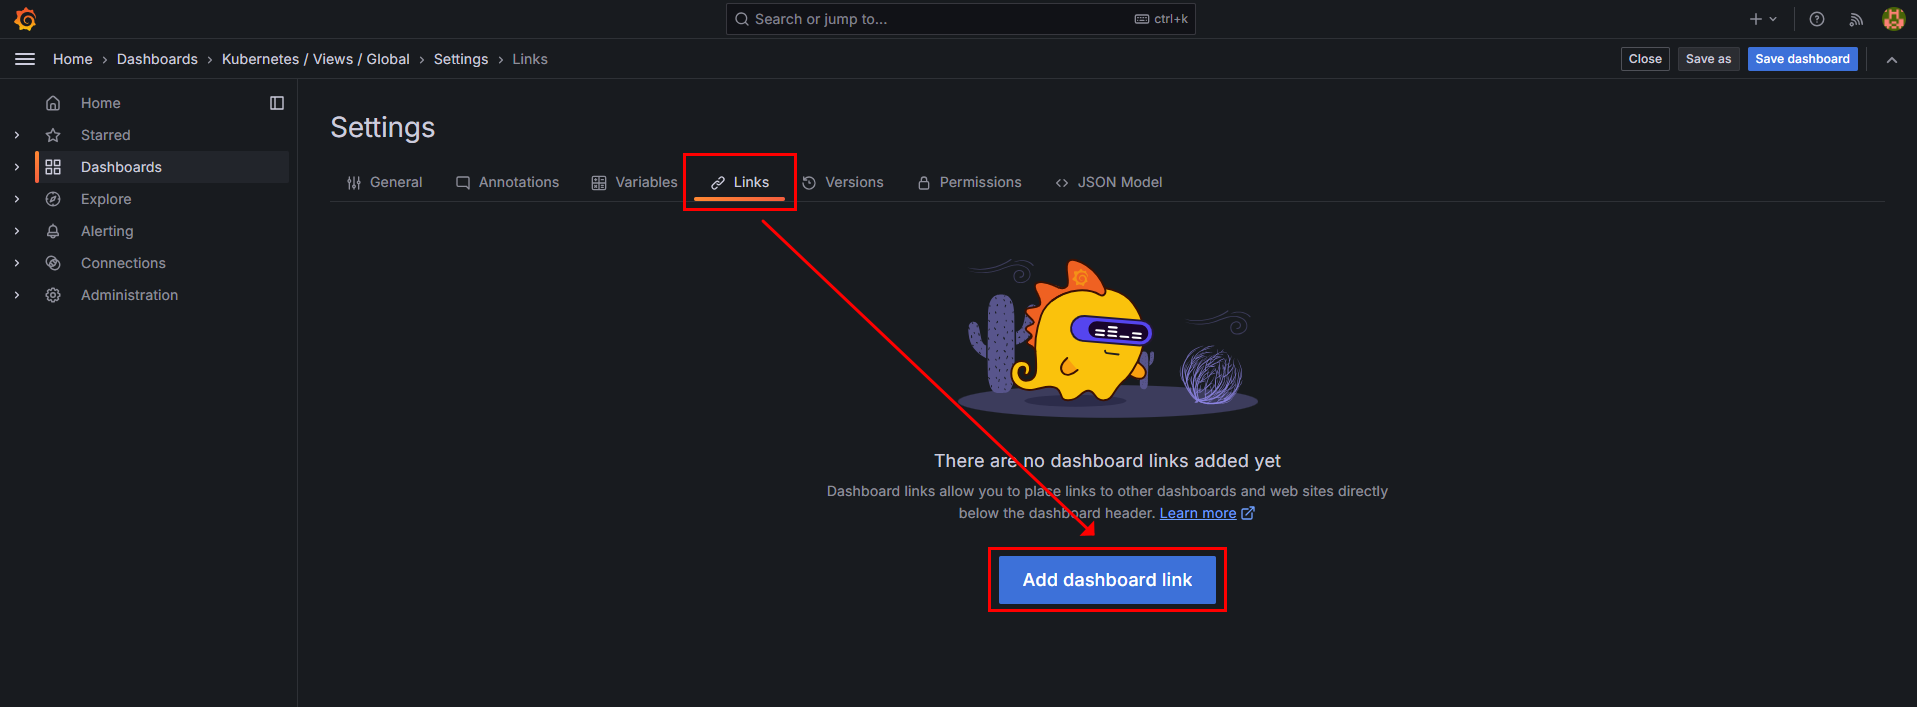 Search or jump to...
ctrl+k
Home › Dashboards › Kubernetes / Views / Global › Settings › Links
Close
Save as
Save dashboard
Home
Starred
Dashboards
Explore
Alerting
Connections
Administration
Settings
General
Annotations
Variables
Links
Versions
Permissions
JSON Model
There are no dashboard links added yet
Dashboard links allow you to place links to other dashboards and web sites directly
below the dashboard header. Learn more
Add dashboard link